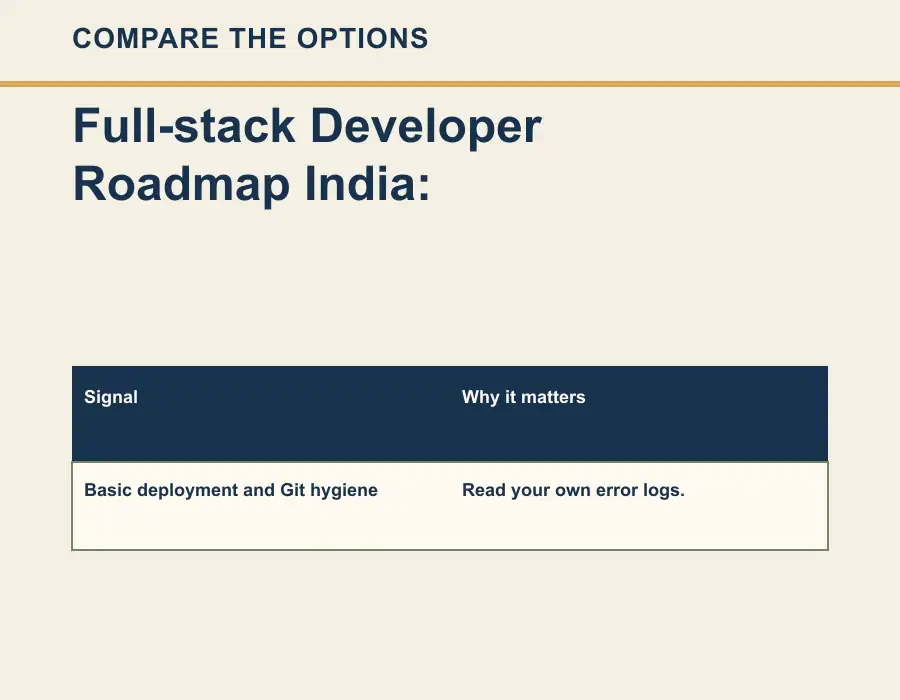 COMPARE THE OPTIONS
Full-stack Developer
Roadmap India:
Signal Why it matters
Basic deployment and Git hygiene Read your own error logs.